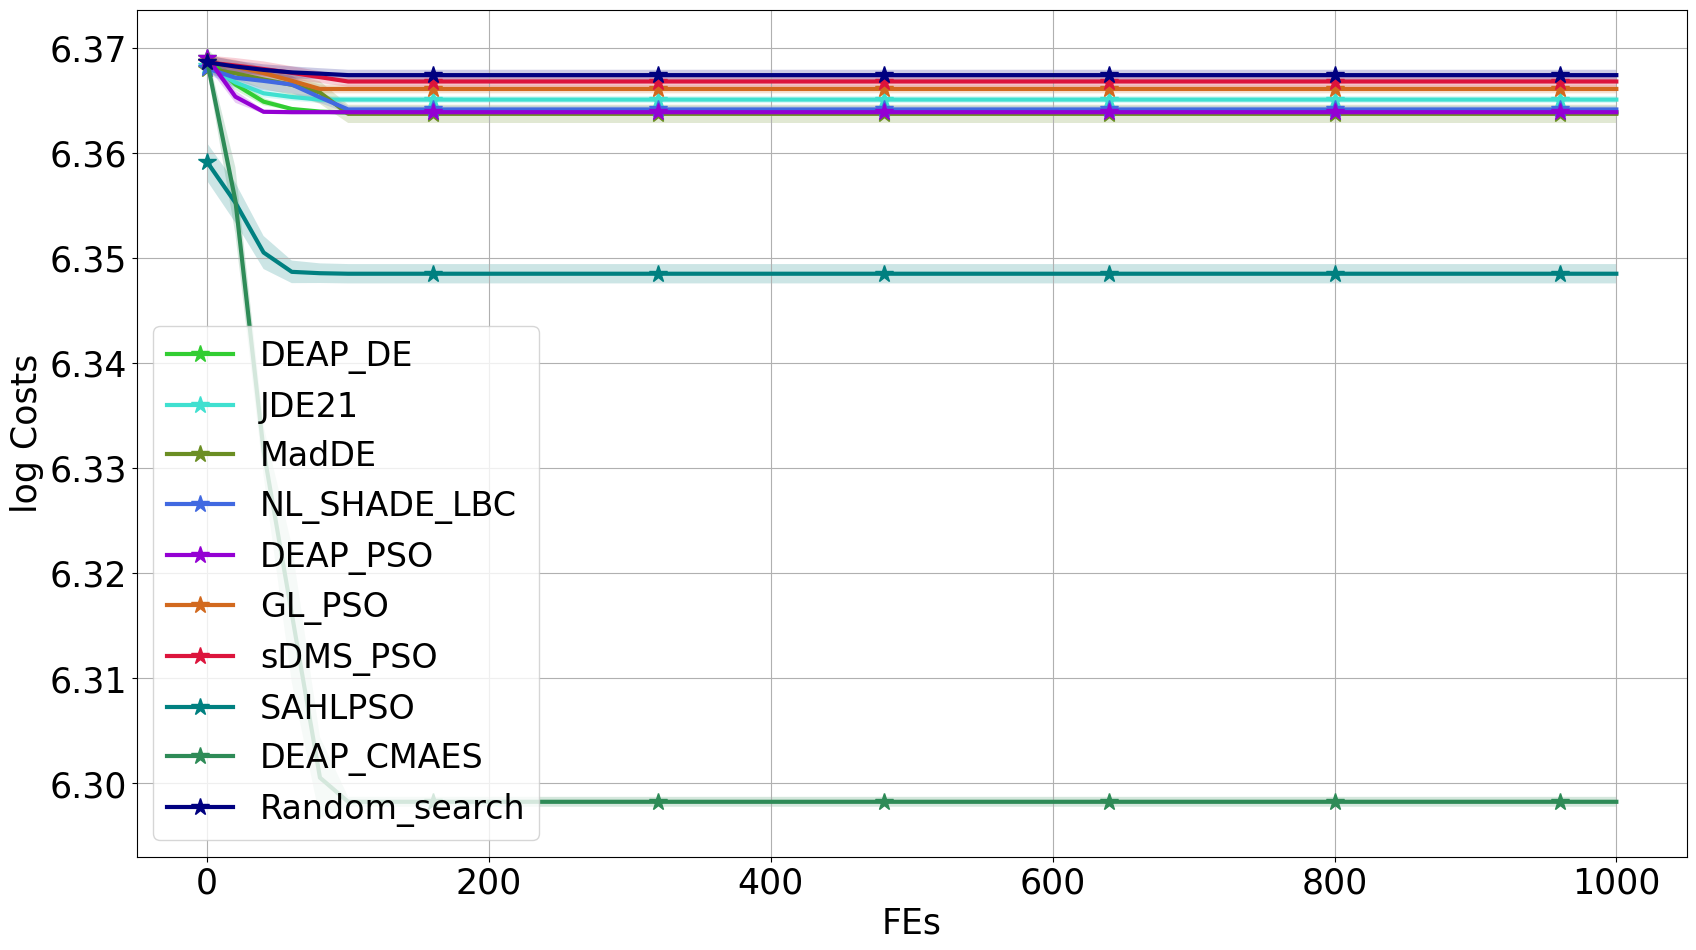 6.37
6.36
6.35
6.34
6.33
6.32
6.31
6.30
log Costs
DEAP_DE
JDE21
MadDE
NL_SHADE_LBC
DEAP_PSO
GL_PSO
sDMS_PSO
SAHLPSO
DEAP_CMAES
Random_search
0 200 400 600 800 1000
FEs